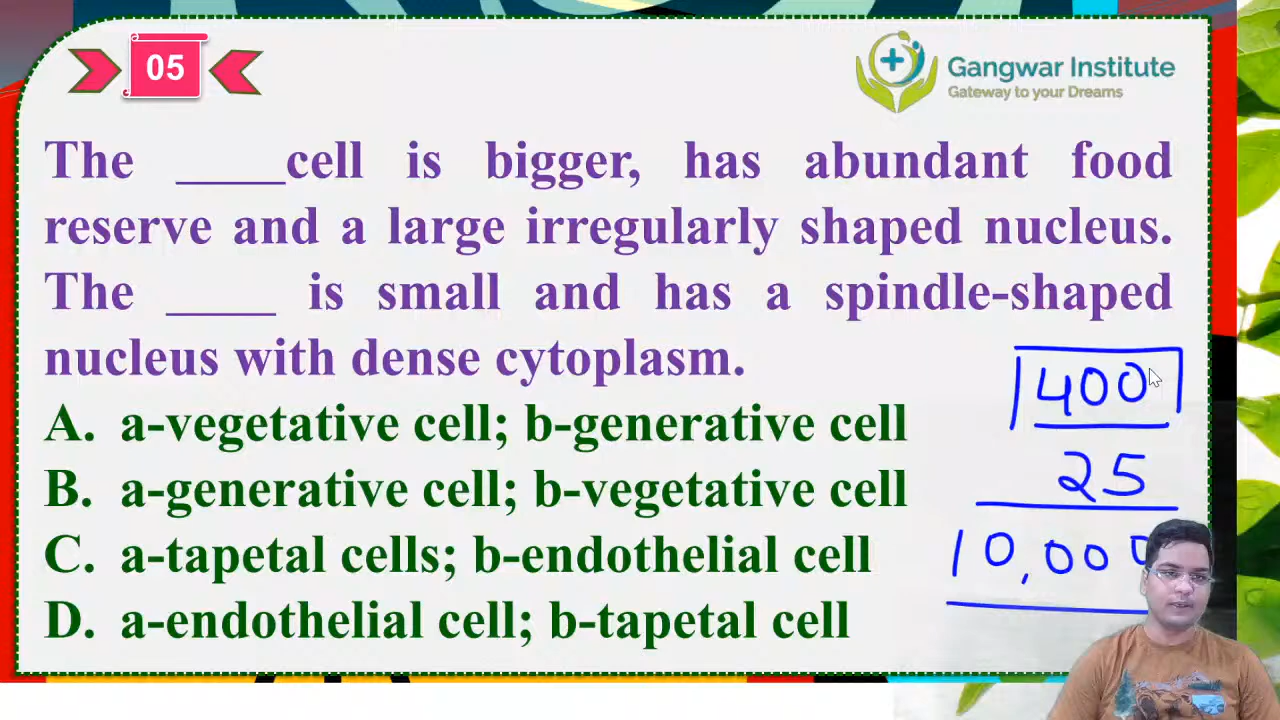 05
Gangwar Institute
Gateway to your Dreams
The ____cell is bigger, has abundant food
reserve and a large irregularly shaped nucleus.
The ____ is small and has a spindle-shaped
nucleus with dense cytoplasm.
A. a-vegetative cell; b-generative cell
B. a-generative cell; b-vegetative cell
C. a-tapetal cells; b-endothelial cell
D. a-endothelial cell; b-tapetal cell
400
25
10,000